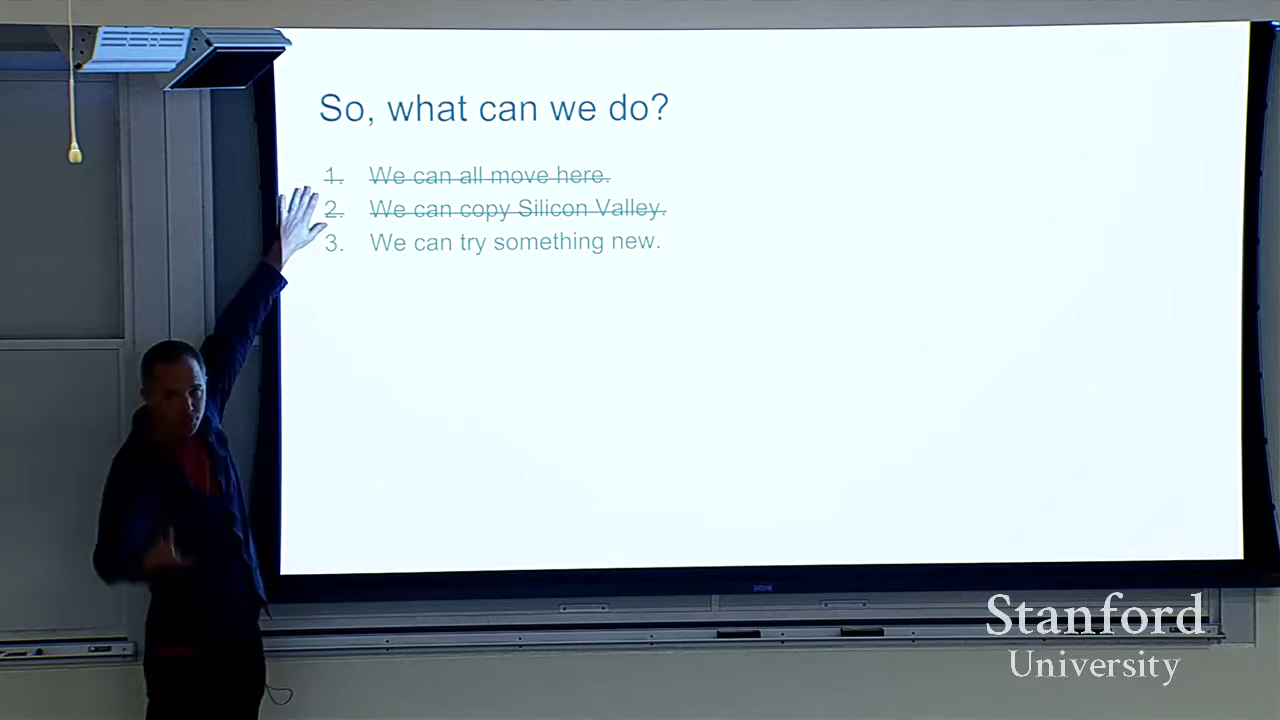 So, what can we do?
1. We can all move here.
2. We can copy Silicon Valley.
3. We can try something new.
Stanford
University